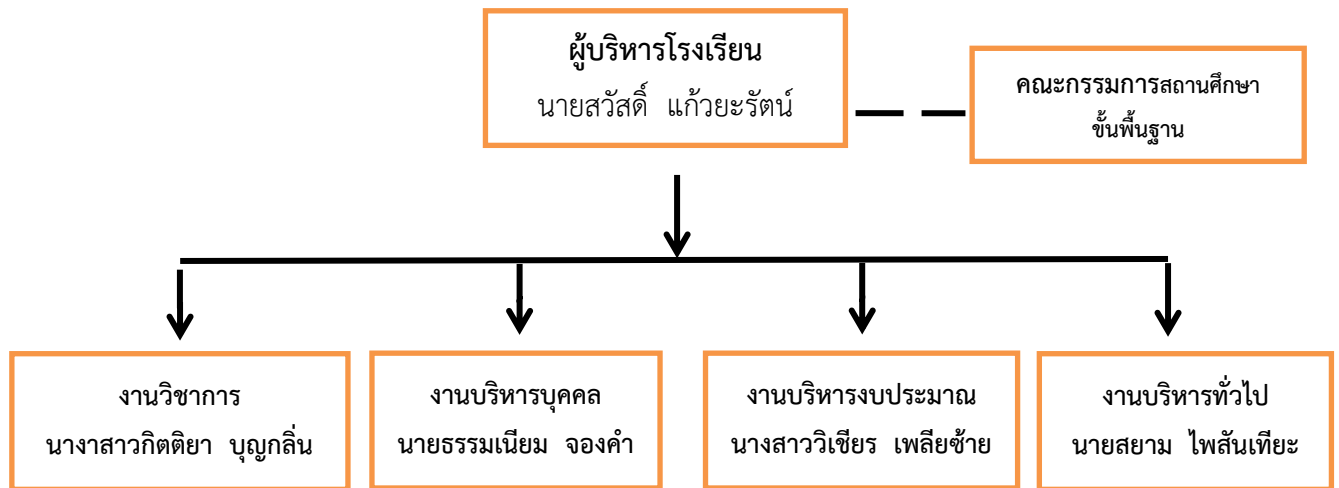 ผู้บริหารโรงเรียน
นายสวัสดิ์ แก้วยะรัตน์
คณะกรรมการสถานศึกษา
ขั้นพื้นฐาน
งานวิชาการ
นางาสาวกิตติยา บุญกลิ่น
งานบริหารบุคคล
นายธรรมเนียม จองคำ
งานบริหารงบประมาณ
นางสาววิเชียร เพลียซ้าย
งานบริหารทั่วไป
นายสยาม ไพสันเทียะ